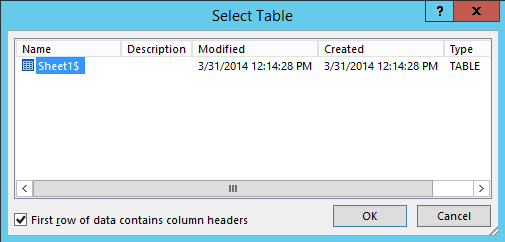 Select Table
? x
Name Description Modified Created Type
Sheet1$ 3/31/2014 12:14:28 PM 3/31/2014 12:14:28 PM TABLE
First row of data contains column headers OK Cancel